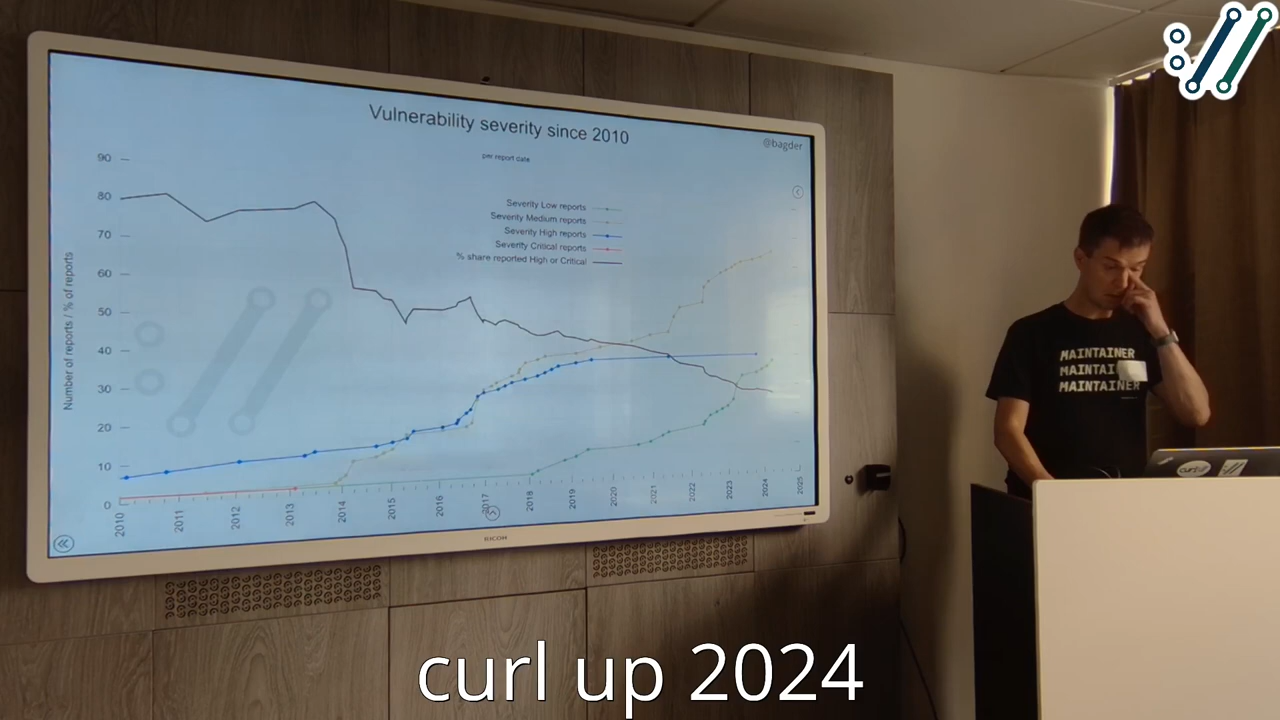 Vulnerability severity since 2010
@bagder
per report date
90
80
70
60
50
40
30
20
10
0
Number of reports / % of reports
Severity Low reports
Severity Medium reports
Severity High reports
Severity Critical reports
% share reported High or Critical
2010
2011
2012
2013
2014
2015
2016
2017
2018
2019
2020
2021
2022
2023
2024
2025
RICOH
MAINTAINER
MAINTAI
MAINTAINER
curl
curl up 2024